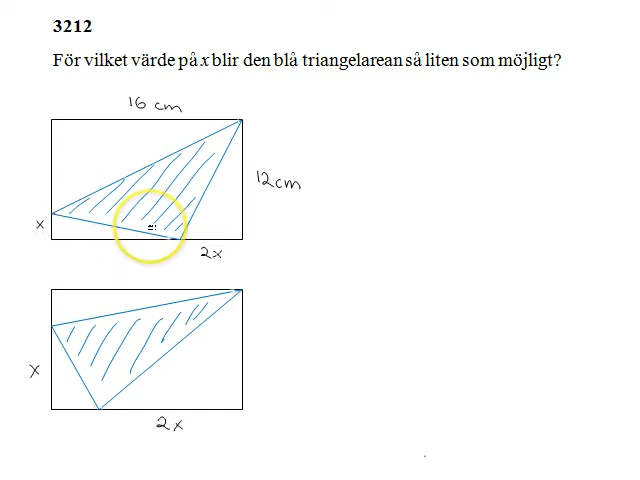 3212
För vilket värde på x blir den blå triangelarean så liten som möjligt?
16 cm
12cm
x
2x
x
2x